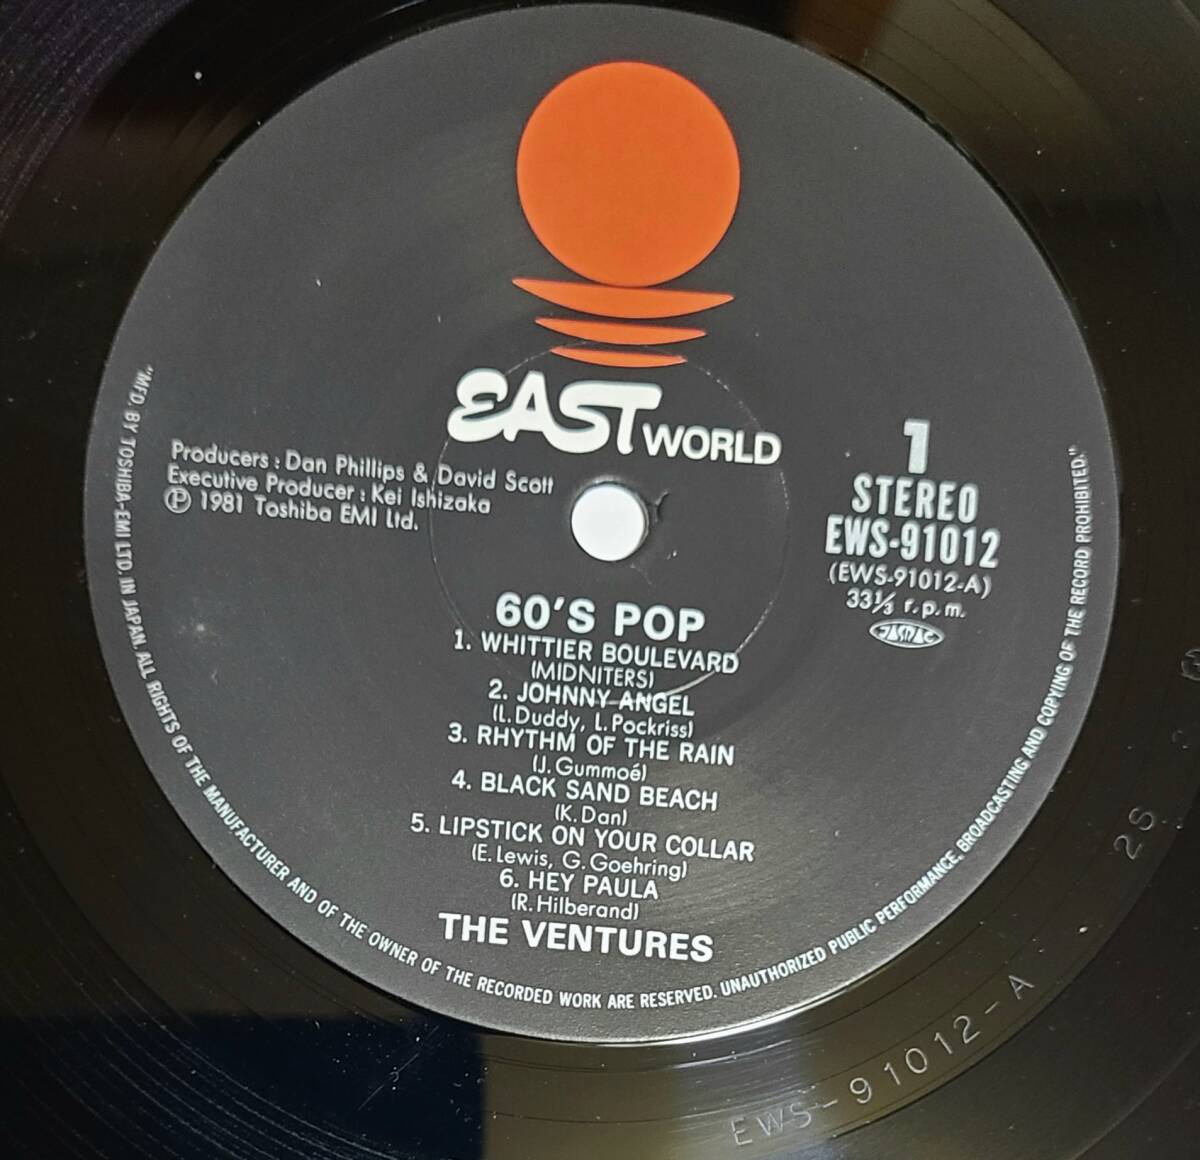 EAST WORLD
Producers : Dan Phillips & David Scott
Executive Producer : Kei Ishizaka
Ⓟ 1981 Toshiba EMI Ltd.
1
STEREO
EWS-91012
(EWS-91012-A)
33⅓ r.p.m.
JASRAC
60'S POP
1. WHITTIER BOULEVARD
(MIDNITERS)
2. JOHNNY ANGEL
(L. Duddy, L. Pockriss)
3. RHYTHM OF THE RAIN
(J. Gummoé)
4. BLACK SAND BEACH
(K. Dan)
5. LIPSTICK ON YOUR COLLAR
(E. Lewis, G. Goehring)
6. HEY PAULA
(R. Hilberand)
THE VENTURES
"MFD. BY TOSHIBA-EMI LTD. IN JAPAN. ALL RIGHTS OF THE MANUFACTURER AND OF THE OWNER OF THE RECORDED WORK ARE RESERVED. UNAUTHORIZED PUBLIC PERFORMANCE, BROADCASTING AND COPYING OF THE RECORD PROHIBITED."
EWS-91012-A
2S